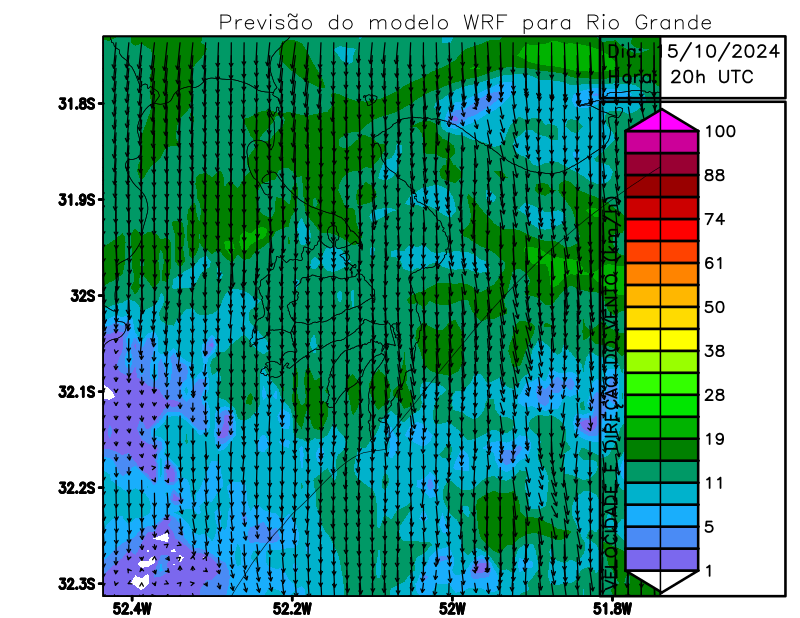 Previsão do modelo WRF para Rio Grande
Dia: 15/10/2024
Hora: 20h UTC
31.8S
31.9S
32S
32.1S
32.2S
32.3S
52.4W
52.2W
52W
51.8W
VELOCIDADE E DIREÇÃO DO VENTO (km/h)
100
88
74
61
50
38
28
19
11
5
1